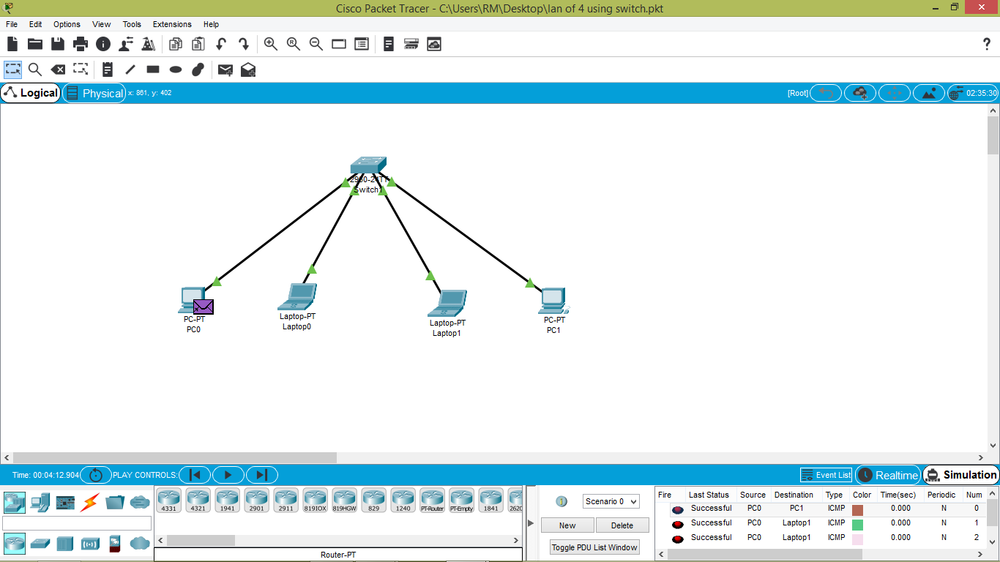 Cisco Packet Tracer - C:\Users\RM\Desktop\lan of 4 using switch.pkt
File Edit Options View Tools Extensions Help
Logical Physical x: 861, y: 402 [Root] 02:35:30
2960-24TT
Switch1
PC-PT
PC0
Laptop-PT
Laptop0
Laptop-PT
Laptop1
PC-PT
PC1
Time: 00:04:12.904 PLAY CONTROLS: Event List Realtime Simulation
4331 4321 1941 2901 2911 819IOX 819HGW 829 1240 PT-Router PT-Empty 1841 2620
Router-PT
Scenario 0
New Delete
Toggle PDU List Window
Fire Last Status Source Destination Type Color Time(sec) Periodic Num
Successful PC0 PC1 ICMP 0.000 N 0
Successful PC0 Laptop1 ICMP 0.000 N 1
Successful PC0 Laptop1 ICMP 0.000 N 2